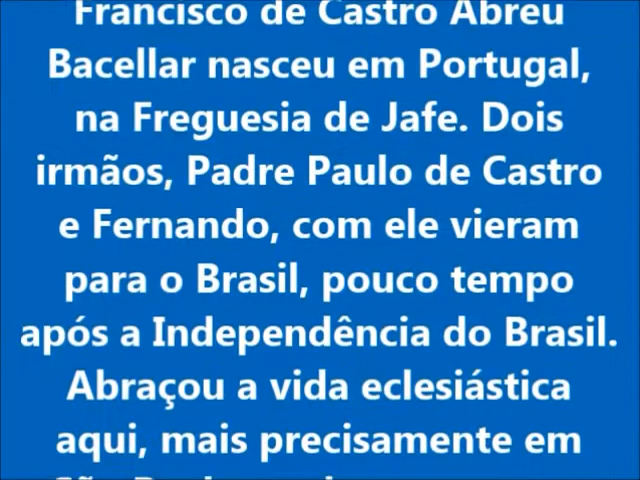 Francisco de Castro Abreu
Bacellar nasceu em Portugal,
na Freguesia de Jafe. Dois
irmãos, Padre Paulo de Castro
e Fernando, com ele vieram
para o Brasil, pouco tempo
após a Independência do Brasil.
Abraçou a vida eclesiástica
aqui, mais precisamente em